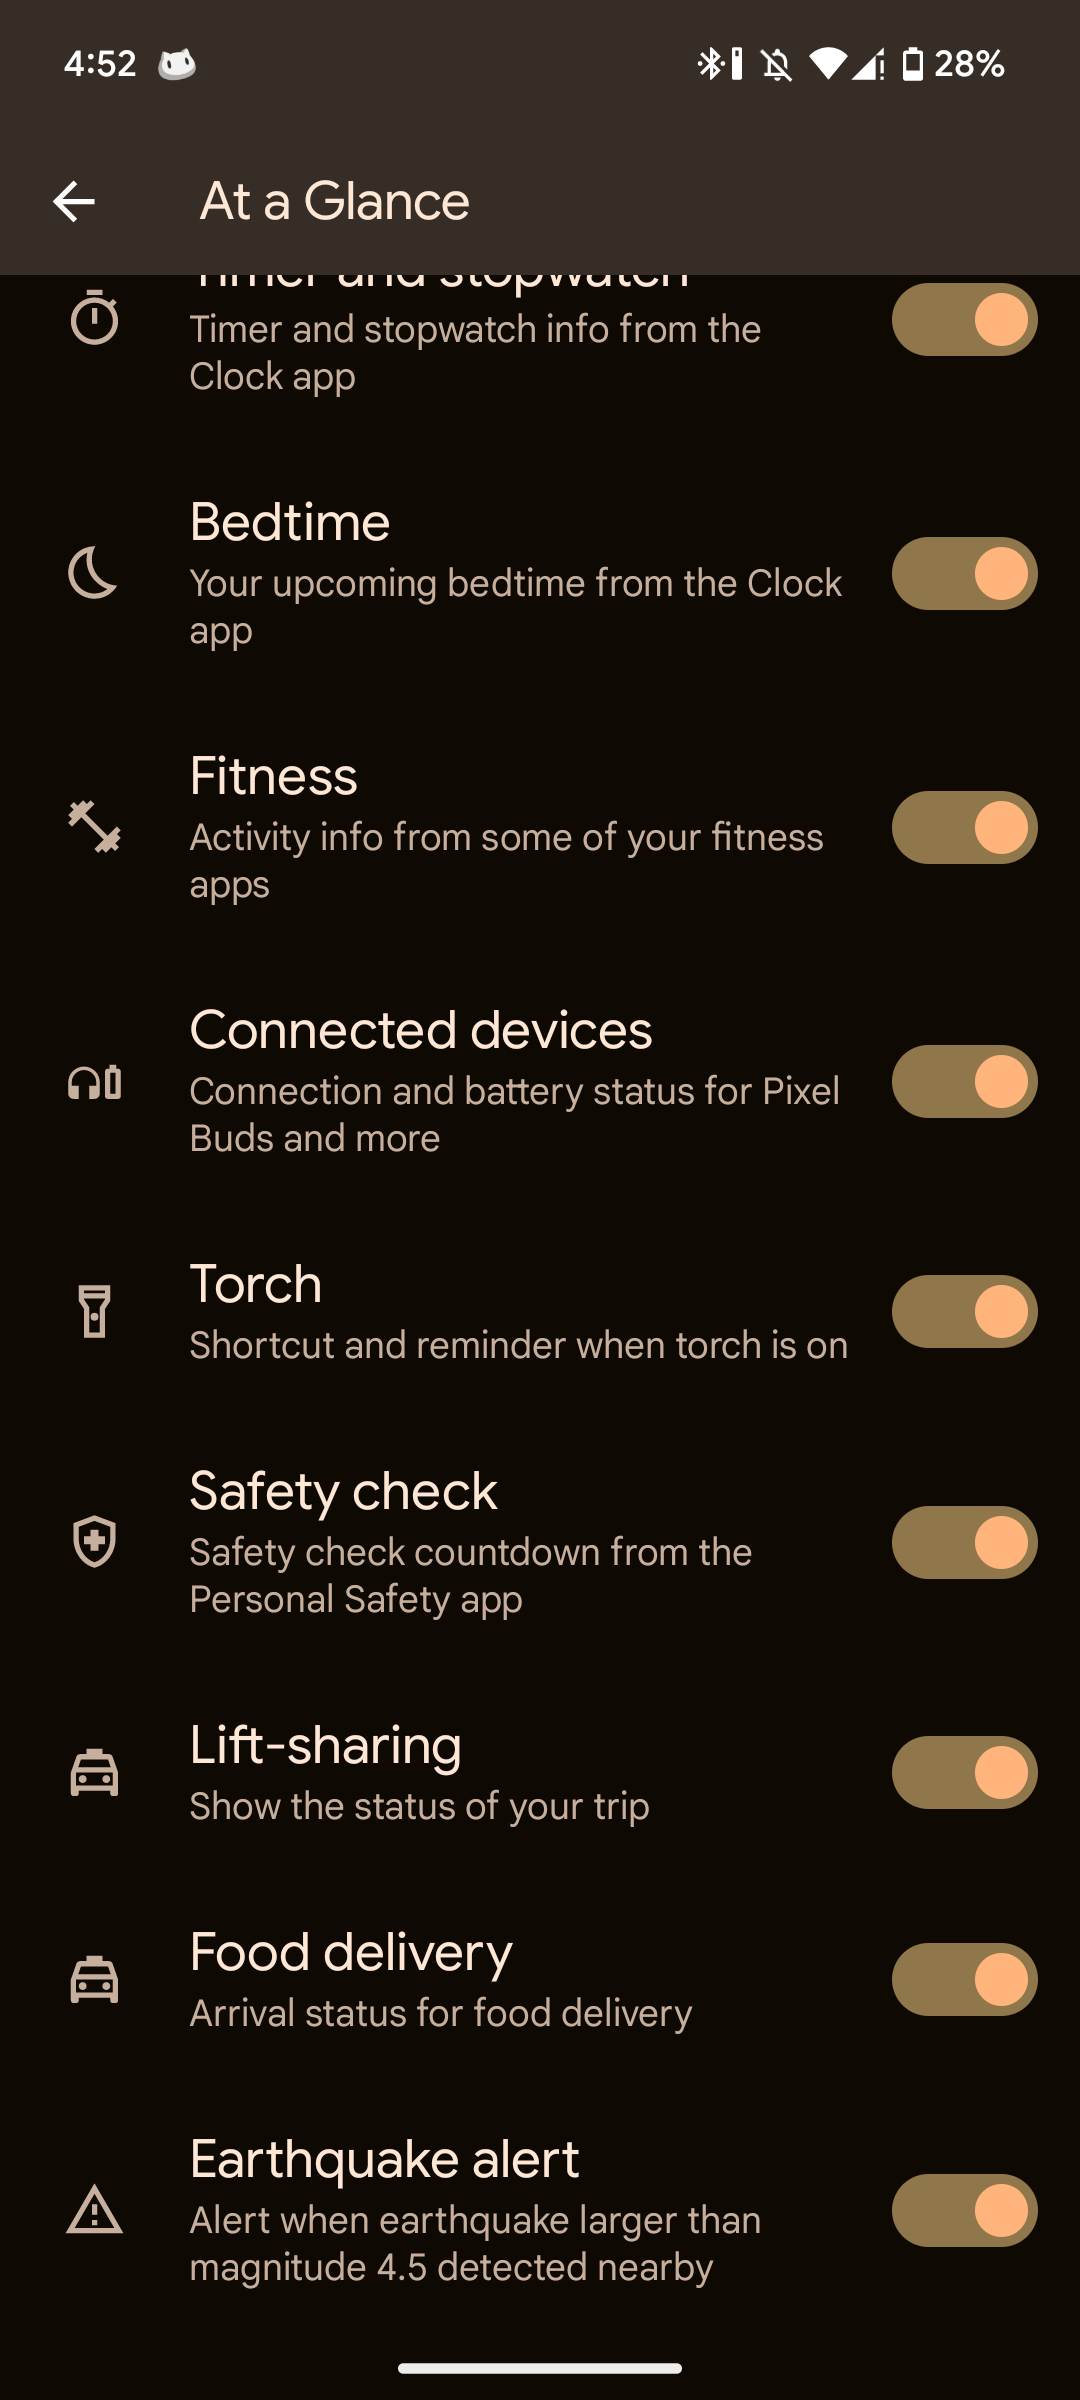 4:52
28%
At a Glance
Timer and stopwatch
Timer and stopwatch info from the
Clock app
Bedtime
Your upcoming bedtime from the Clock
app
Fitness
Activity info from some of your fitness
apps
Connected devices
Connection and battery status for Pixel
Buds and more
Torch
Shortcut and reminder when torch is on
Safety check
Safety check countdown from the
Personal Safety app
Lift-sharing
Show the status of your trip
Food delivery
Arrival status for food delivery
Earthquake alert
Alert when earthquake larger than
magnitude 4.5 detected nearby